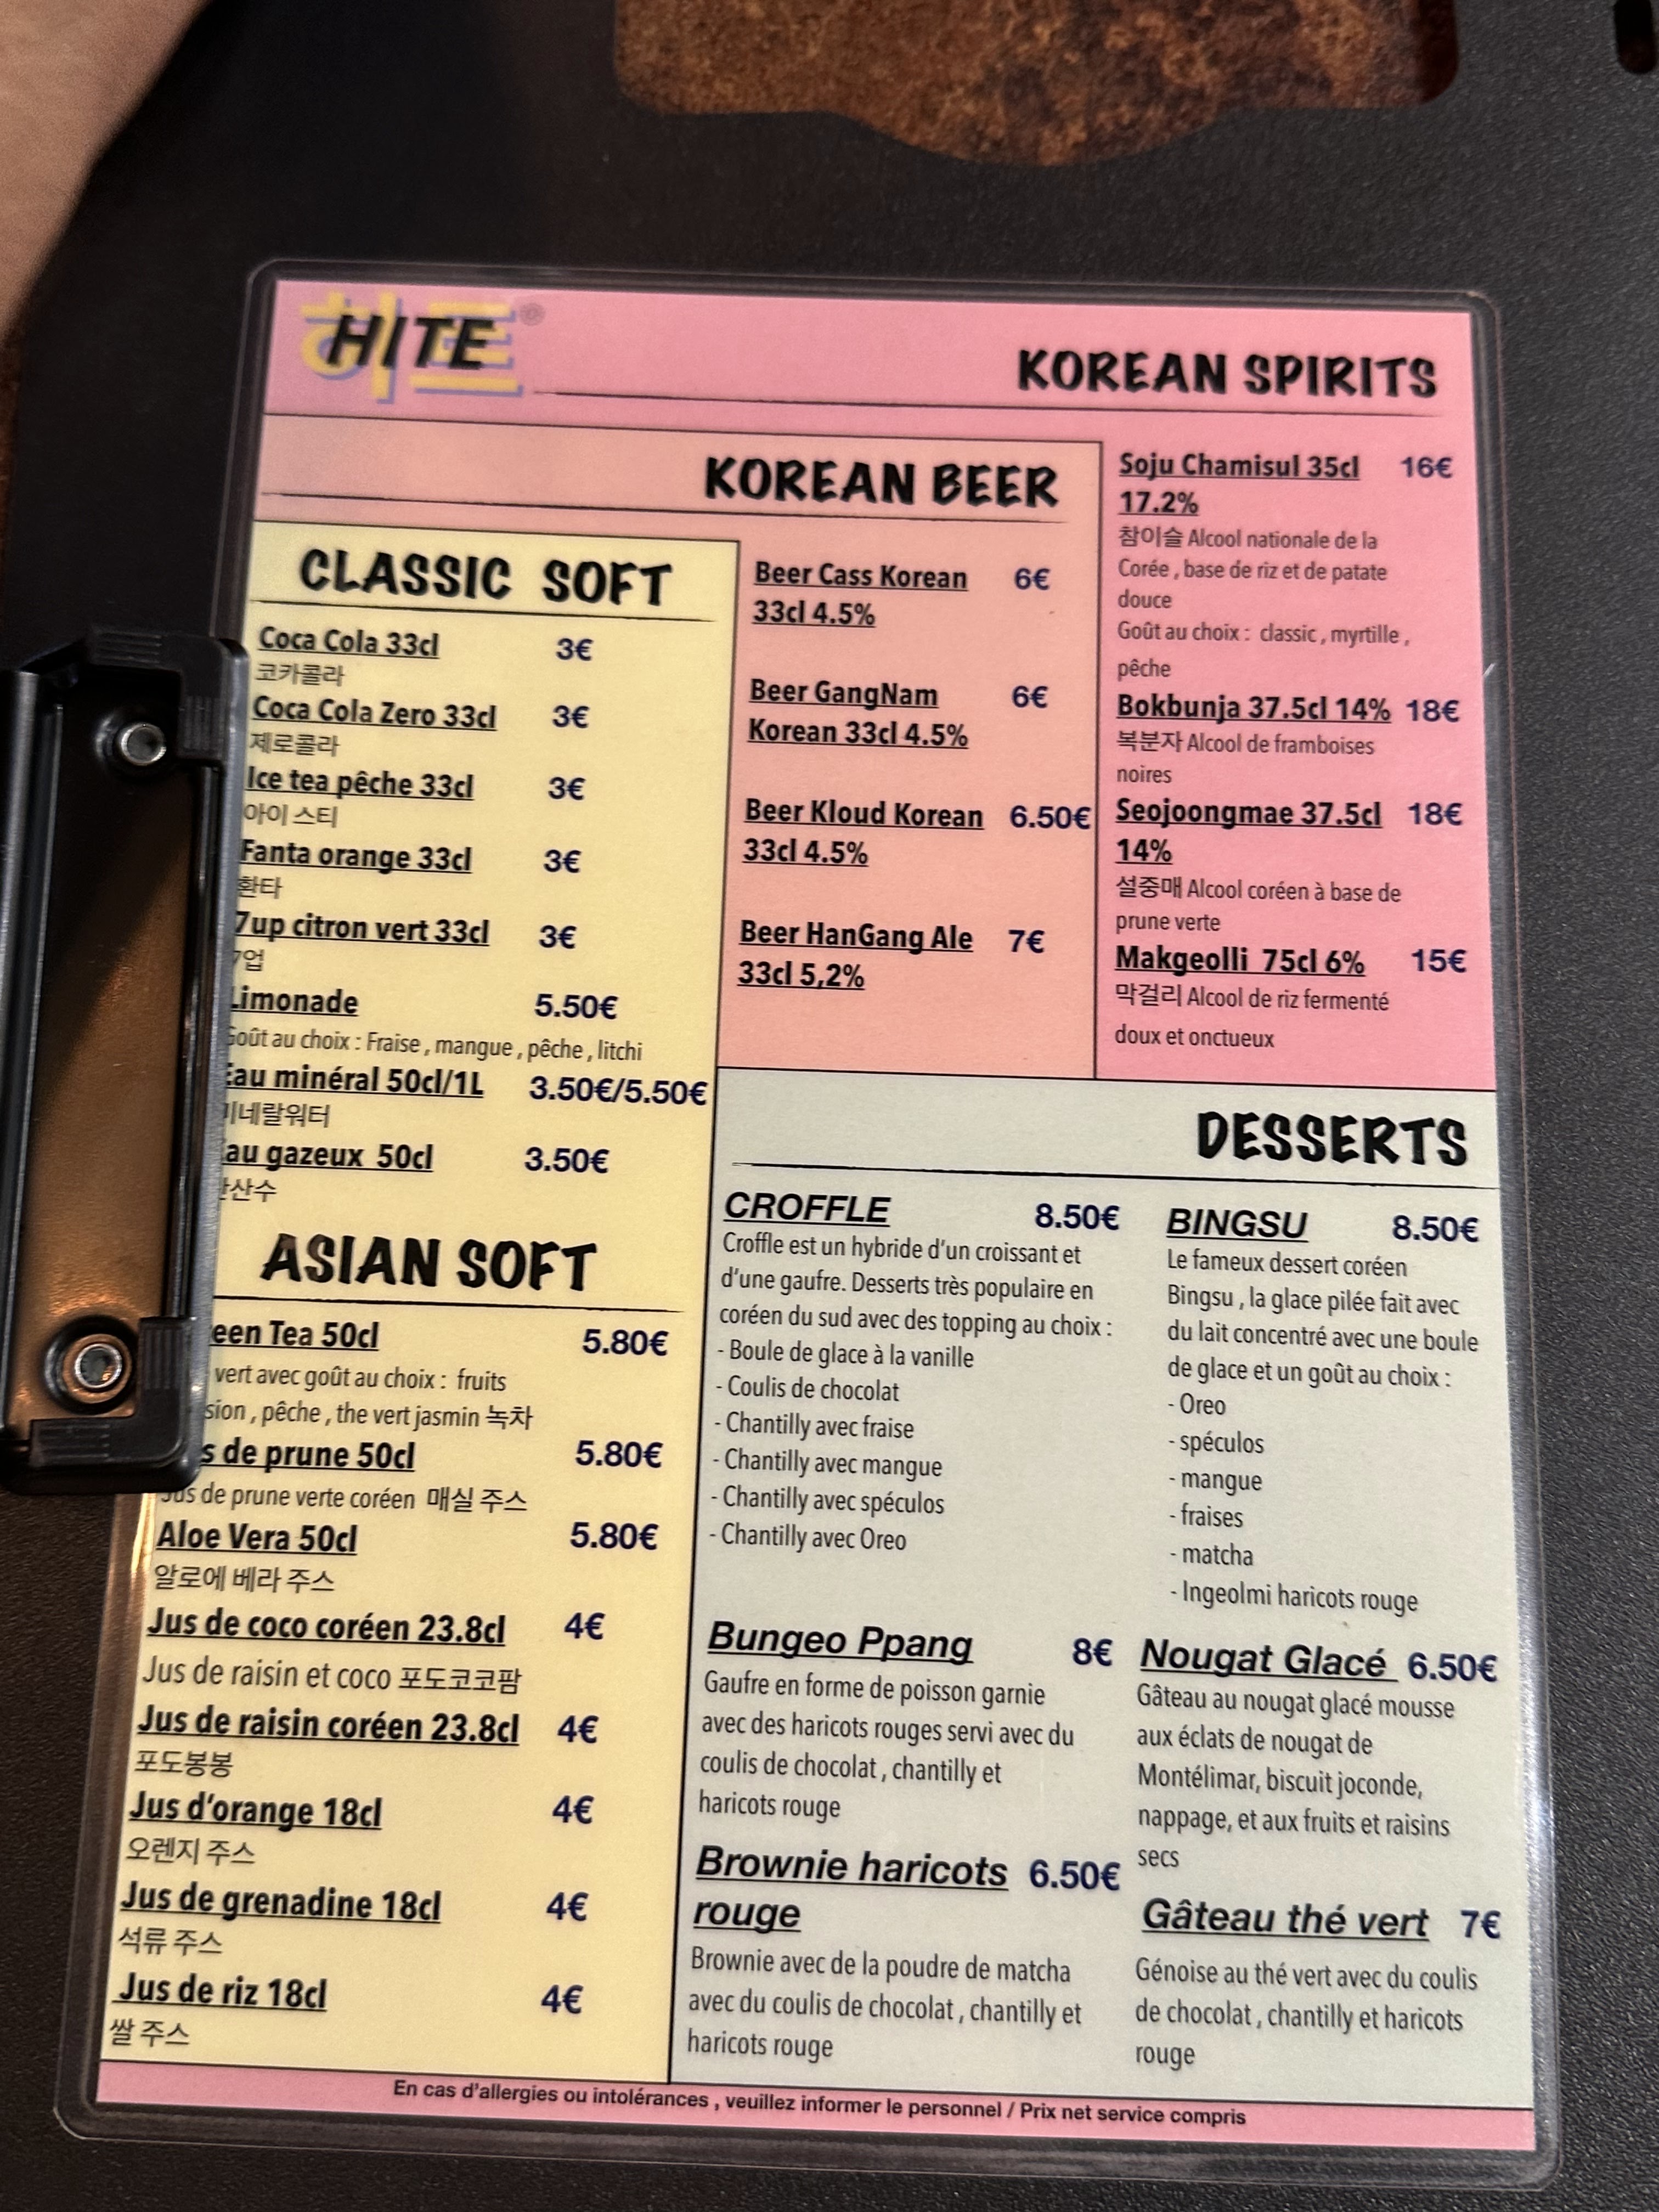 히트 HITE
KOREAN SPIRITS
KOREAN BEER
CLASSIC SOFT
Coca Cola 33cl 3€
코카콜라
Coca Cola Zero 33cl 3€
제로콜라
Ice tea pêche 33cl 3€
아이 스티
Fanta orange 33cl 3€
환타
7up citron vert 33cl 3€
7업
Limonade 5.50€
Goût au choix : Fraise , mangue , pêche , litchi
Eau minéral 50cl/1L 3.50€/5.50€
미네랄워터
Eau gazeux 50cl 3.50€
산수
ASIAN SOFT
een Tea 50cl 5.80€
vert avec goût au choix : fruits
sion , pêche , the vert jasmin 녹차
s de prune 50cl 5.80€
Jus de prune verte coréen 매실 주스
Aloe Vera 50cl 5.80€
알로에 베라 주스
Jus de coco coréen 23.8cl 4€
Jus de raisin et coco 포도코코팜
Jus de raisin coréen 23.8cl 4€
포도봉봉
Jus d'orange 18cl 4€
오렌지 주스
Jus de grenadine 18cl 4€
석류 주스
Jus de riz 18cl 4€
쌀 주스
Beer Cass Korean 6€
33cl 4.5%
Beer GangNam 6€
Korean 33cl 4.5%
Beer Kloud Korean 6.50€
33cl 4.5%
Beer HanGang Ale 7€
33cl 5,2%
Soju Chamisul 35cl 16€
17.2%
참이슬 Alcool nationale de la
Corée , base de riz et de patate
douce
Goût au choix : classic , myrtille ,
pêche
Bokbunja 37.5cl 14% 18€
복분자 Alcool de framboises
noires
Seojoongmae 37.5cl 18€
14%
설중매 Alcool coréen à base de
prune verte
Makgeolli 75cl 6% 15€
막걸리 Alcool de riz fermenté
doux et onctueux
DESSERTS
CROFFLE 8.50€
Croffle est un hybride d'un croissant et
d'une gaufre. Desserts très populaire en
coréen du sud avec des topping au choix :
- Boule de glace à la vanille
- Coulis de chocolat
- Chantilly avec fraise
- Chantilly avec mangue
- Chantilly avec spéculos
- Chantilly avec Oreo
BINGSU 8.50€
Le fameux dessert coréen
Bingsu , la glace pilée fait avec
du lait concentré avec une boule
de glace et un goût au choix :
- Oreo
- spéculos
- mangue
- fraises
- matcha
- Ingeolmi haricots rouge
Bungeo Ppang 8€
Gaufre en forme de poisson garnie
avec des haricots rouges servi avec du
coulis de chocolat , chantilly et
haricots rouge
Nougat Glacé 6.50€
Gâteau au nougat glacé mousse
aux éclats de nougat de
Montélimar, biscuit joconde,
nappage, et aux fruits et raisins
secs
Brownie haricots 6.50€
rouge
Brownie avec de la poudre de matcha
avec du coulis de chocolat , chantilly et
haricots rouge
Gâteau thé vert 7€
Génoise au thé vert avec du coulis
de chocolat , chantilly et haricots
rouge
En cas d'allergies ou intolérances , veuillez informer le personnel / Prix net service compris